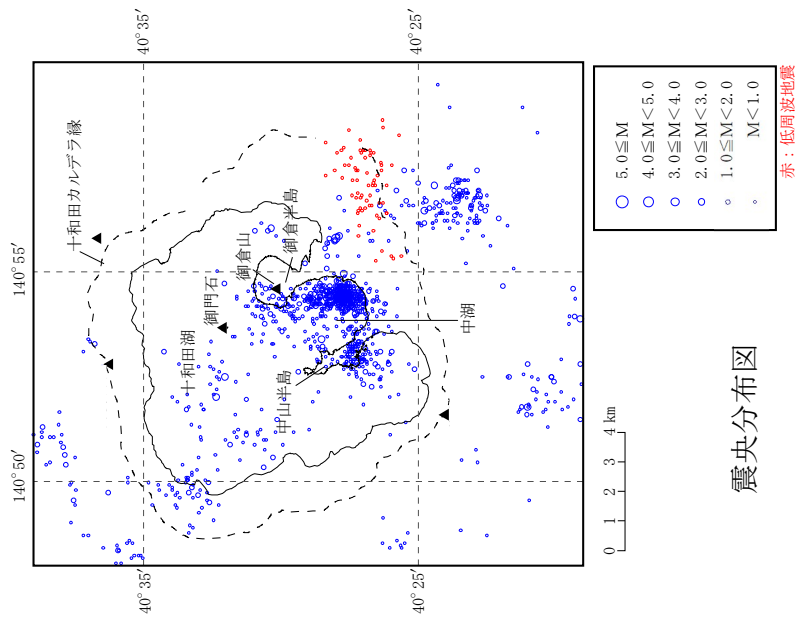 40°35′
40°25′
十和田カルデラ縁
140°55′
御倉半島
御倉山
御門石
十和田湖
中湖
中山半島
140°50′
40°35′
40°25′
5.0≦M
4.0≦M<5.0
3.0≦M<4.0
2.0≦M<3.0
1.0≦M<2.0
M<1.0
赤：低周波地震
0 1 2 3 4 km
震央分布図